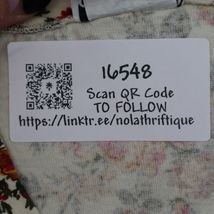 16548
Scan QR Code
TO FOLLOW
https://linktr.ee/nolathriftique